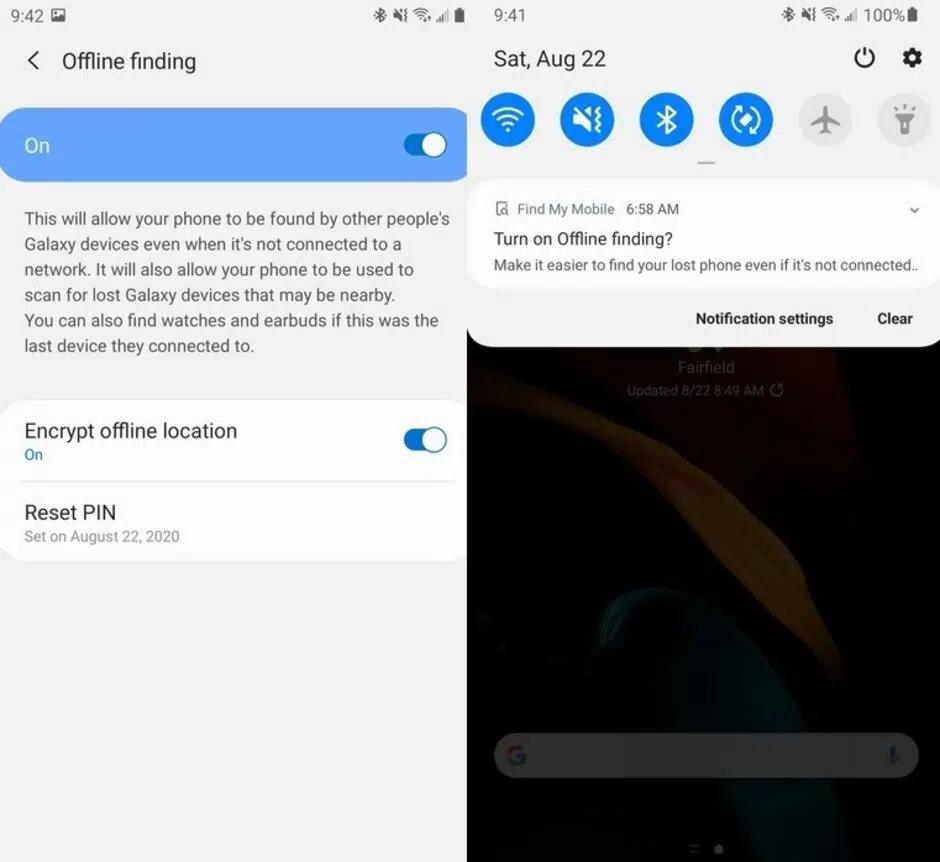 9:42
Offline finding
On
This will allow your phone to be found by other people's
Galaxy devices even when it's not connected to a
network. It will also allow your phone to be used to
scan for lost Galaxy devices that may be nearby.
You can also find watches and earbuds if this was the
last device they connected to.
Encrypt offline location
On
Reset PIN
Set on August 22, 2020
9:41 100%
Sat, Aug 22
Find My Mobile 6:58 AM
Turn on Offline finding?
Make it easier to find your lost phone even if it's not connected..
Notification settings Clear
Fairfield
Updated 8/22 8:49 AM